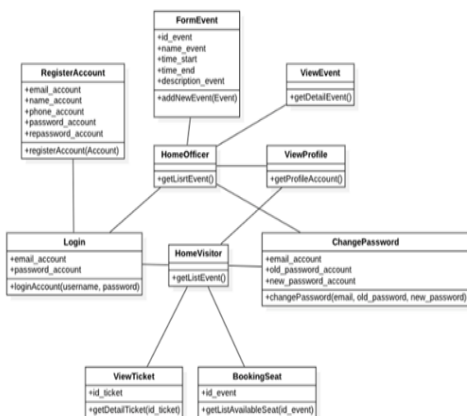 FormEvent
+id_event
+name_event
+time_start
+time_end
+description_event
+addNewEvent(Event)
RegisterAccount
+email_account
+name_account
+phone_account
+password_account
+repassword_account
+registerAccount(Account)
ViewEvent
+getDetailEvent()
HomeOfficer
+getLisrtEvent()
ViewProfile
+getProfileAccount()
Login
+email_account
+password_account
+loginAccount(username, password)
HomeVisitor
+getListEvent()
ChangePassword
+email_account
+old_password_account
+new_password_account
+changePassword(email, old_password, new_password)
ViewTicket
+id_ticket
+getDetailTicket(id_ticket)
BookingSeat
+id_event
+getListAvailableSeat(id_event)